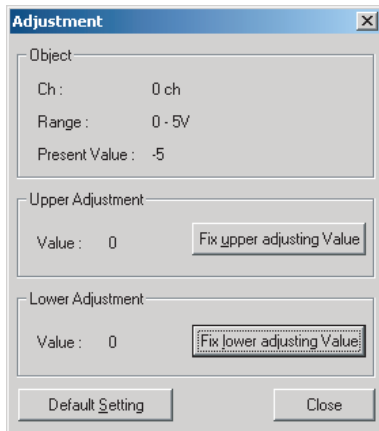 Adjustment
Object
Ch : 0 ch
Range : 0 - 5V
Present Value : -5
Upper Adjustment
Value : 0 Fix upper adjusting Value
Lower Adjustment
Value : 0 Fix lower adjusting Value
Default Setting Close